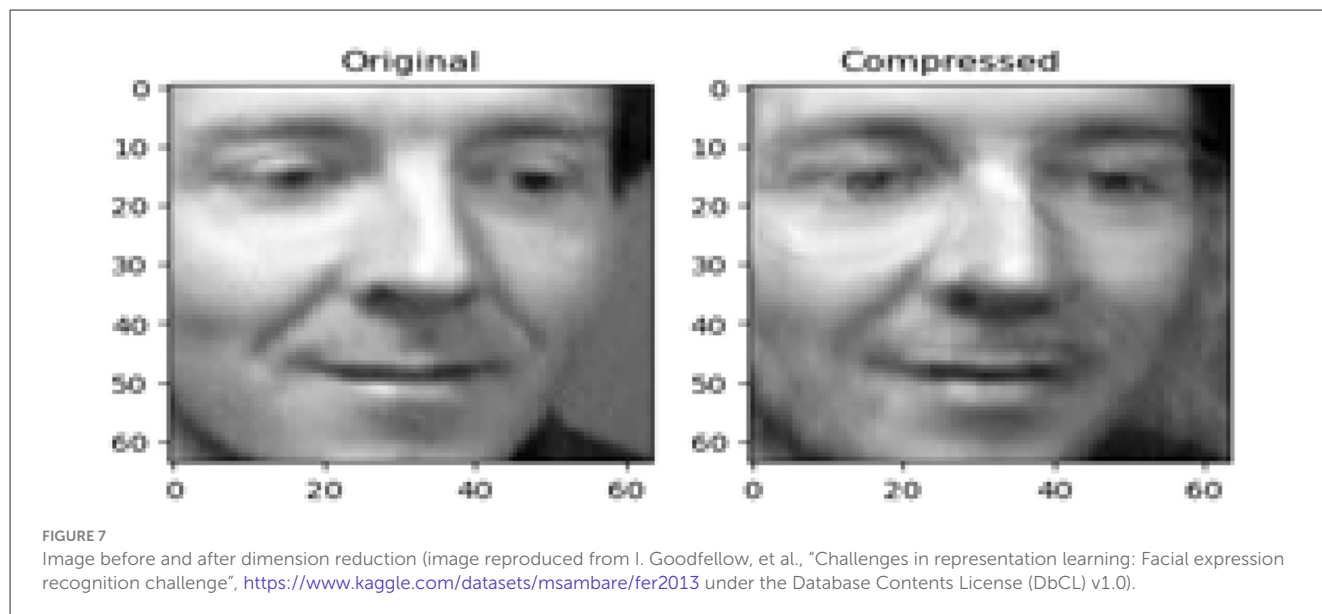 Original
Compressed
0
10
20
30
40
50
60
0 20 40 60
0
10
20
30
40
50
60
0 20 40 60
FIGURE 7
Image before and after dimension reduction (image reproduced from I. Goodfellow, et al., “Challenges in representation learning: Facial expression
recognition challenge”, https://www.kaggle.com/datasets/msambare/fer2013 under the Database Contents License (DbCL) v1.0).